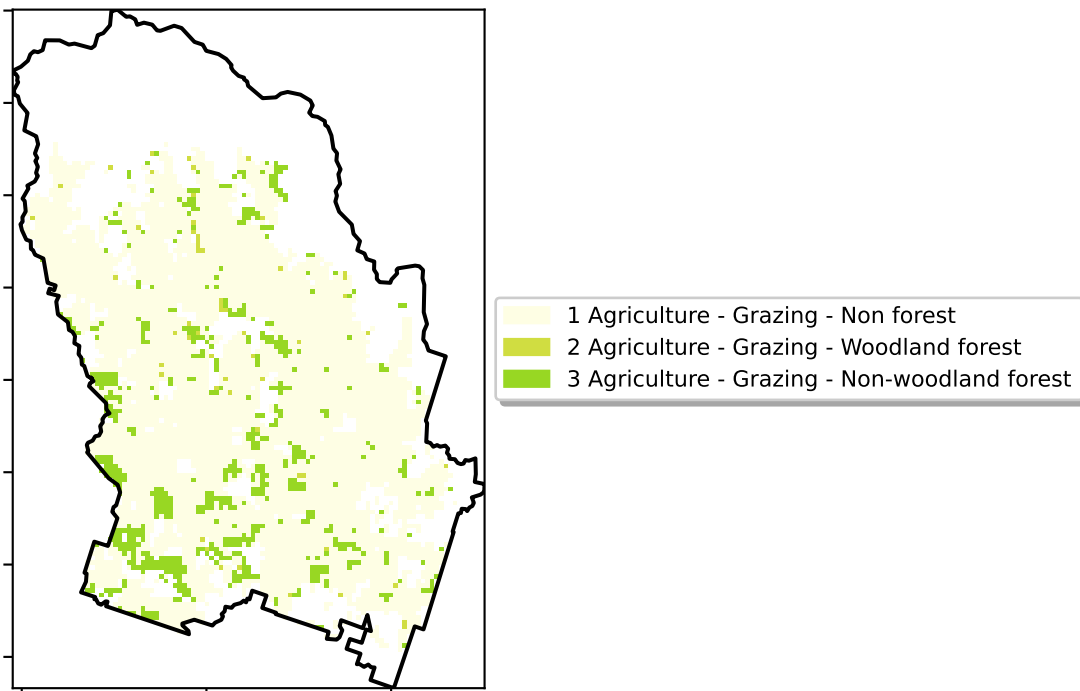 1 Agriculture - Grazing - Non forest
2 Agriculture - Grazing - Woodland forest
3 Agriculture - Grazing - Non-woodland forest